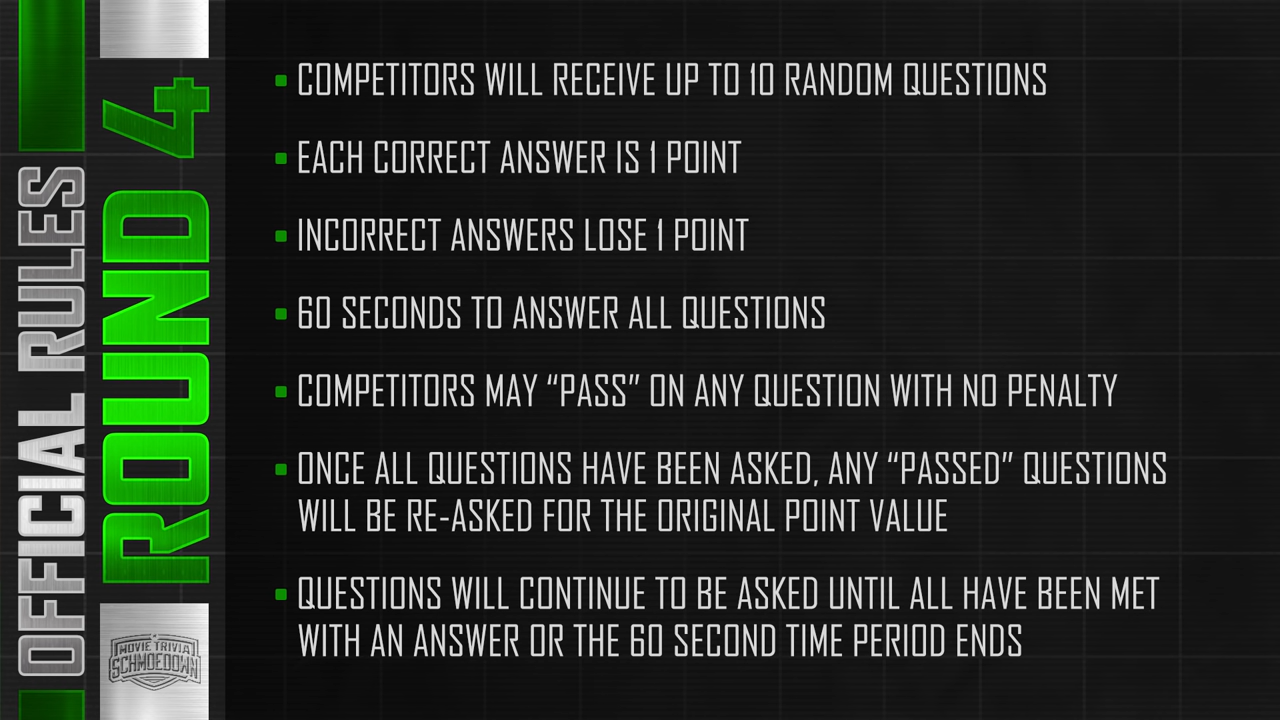 OFFICIAL RULES
ROUND 4
MOVIE TRIVIA
SCHMOEDOWN
COMPETITORS WILL RECEIVE UP TO 10 RANDOM QUESTIONS
EACH CORRECT ANSWER IS 1 POINT
INCORRECT ANSWERS LOSE 1 POINT
60 SECONDS TO ANSWER ALL QUESTIONS
COMPETITORS MAY “PASS” ON ANY QUESTION WITH NO PENALTY
ONCE ALL QUESTIONS HAVE BEEN ASKED, ANY “PASSED” QUESTIONS
WILL BE RE-ASKED FOR THE ORIGINAL POINT VALUE
QUESTIONS WILL CONTINUE TO BE ASKED UNTIL ALL HAVE BEEN MET
WITH AN ANSWER OR THE 60 SECOND TIME PERIOD ENDS